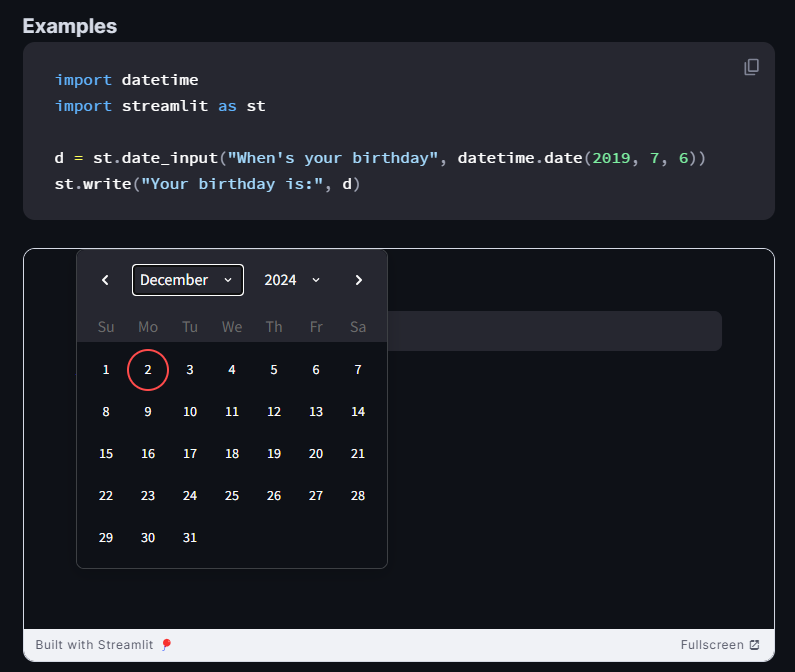 Examples
import datetime
import streamlit as st
d = st.date_input("When's your birthday", datetime.date(2019, 7, 6))
st.write("Your birthday is:", d)
December 2024
Su Mo Tu We Th Fr Sa
1 2 3 4 5 6 7
8 9 10 11 12 13 14
15 16 17 18 19 20 21
22 23 24 25 26 27 28
29 30 31
Built with Streamlit
Fullscreen